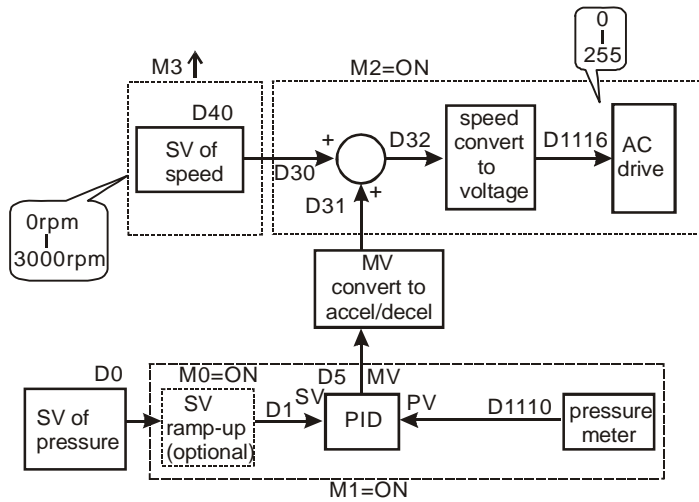 0
255
M3
M2=ON
D40
SV of
speed
D30
+
+
D31
D32
speed
convert
to
voltage
D1116
AC
drive
0rpm
3000rpm
MV
convert to
accel/decel
D0
SV of
pressure
M0=ON
SV
ramp-up
(optional)
D1
SV
D5
MV
PID
PV
D1110
pressure
meter
M1=ON